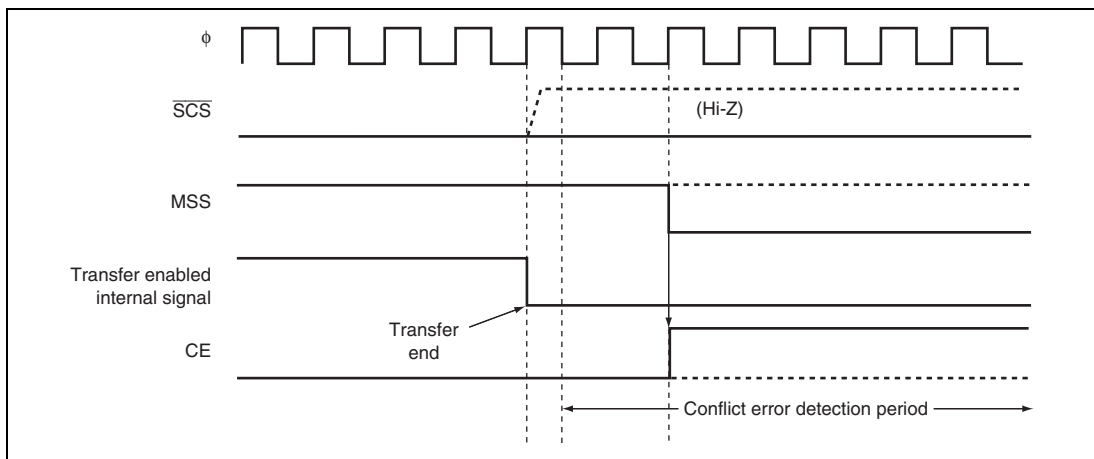 ϕ
SCS
(Hi-Z)
MSS
Transfer enabled
internal signal
Transfer
end
CE
Conflict error detection period